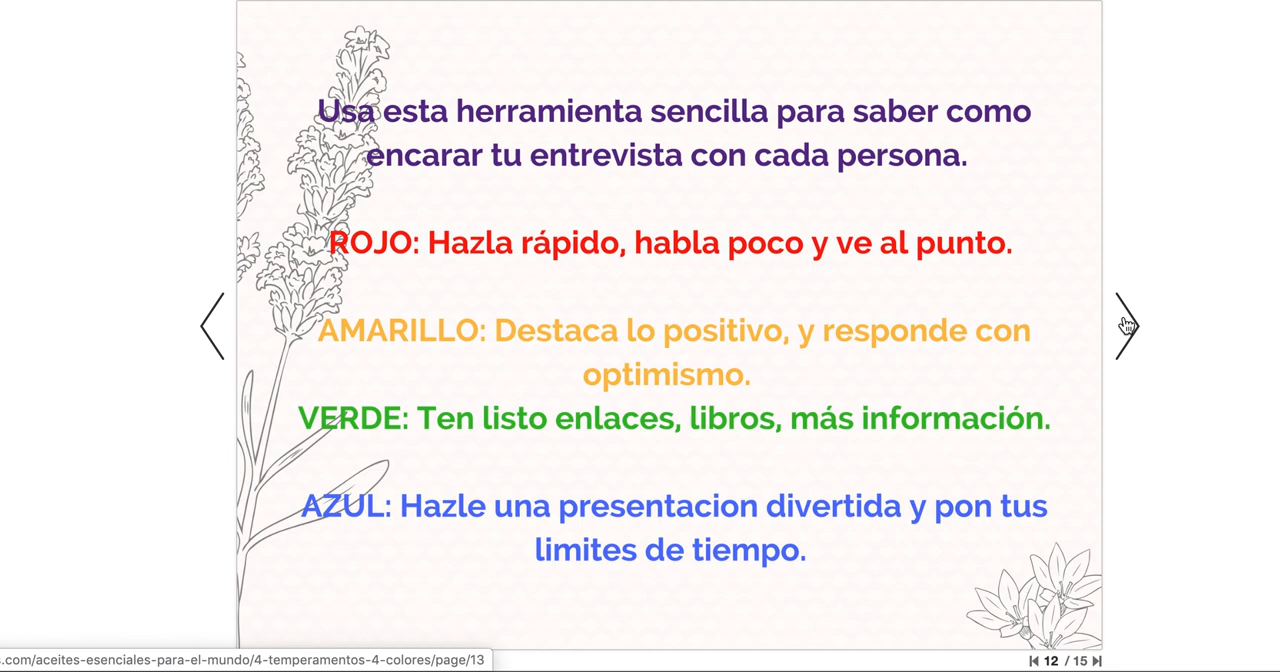 Usa esta herramienta sencilla para saber como
encarar tu entrevista con cada persona.
ROJO: Hazla rápido, habla poco y ve al punto.
AMARILLO: Destaca lo positivo, y responde con
optimismo.
VERDE: Ten listo enlaces, libros, más información.
AZUL: Hazle una presentacion divertida y pon tus
limites de tiempo.
s.com/aceites-esenciales-para-el-mundo/4-temperamentos-4-colores/page/13
12 / 15